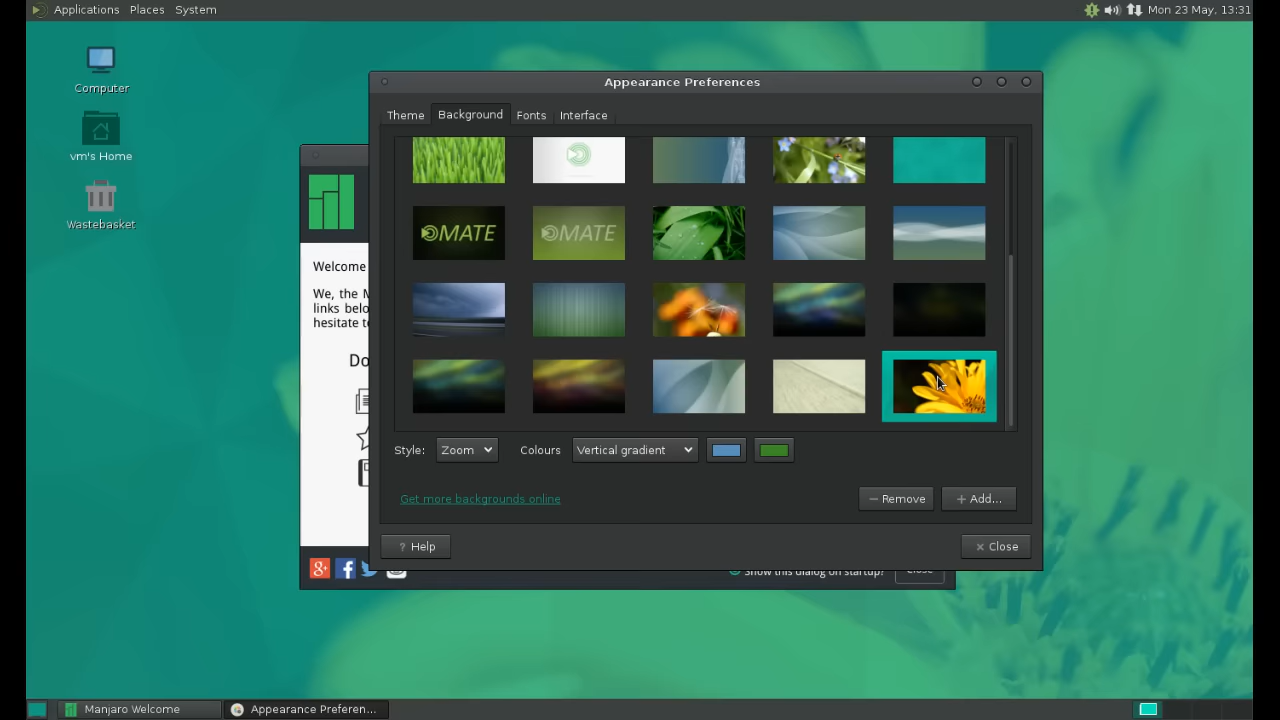 Applications Places System
Mon 23 May, 13:31
Computer
vm's Home
Wastebasket
Appearance Preferences
Theme Background Fonts Interface
MATE MATE
Style: Zoom Colours Vertical gradient
Get more backgrounds online
Remove Add...
Help Close
Welcome
We, the
links
hesitate
Show this dialog on startup? Close
Manjaro Welcome Appearance Preferen...